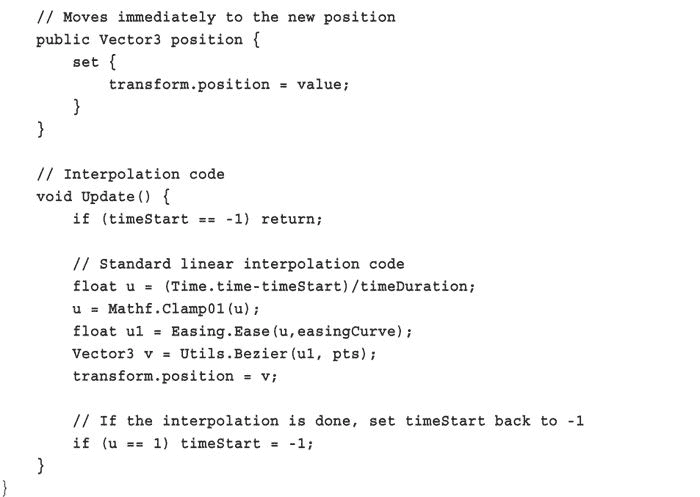 // Moves immediately to the new position
public Vector3 position {
set {
transform.position = value;
}
}
// Interpolation code
void Update() {
if (timeStart == -1) return;
// Standard linear interpolation code
float u = (Time.time-timeStart)/timeDuration;
u = Mathf.Clamp01(u);
float u1 = Easing.Ease(u,easingCurve);
Vector3 v = Utils.Bezier(u1, pts);
transform.position = v;
// If the interpolation is done, set timeStart back to -1
if (u == 1) timeStart = -1;
}
}